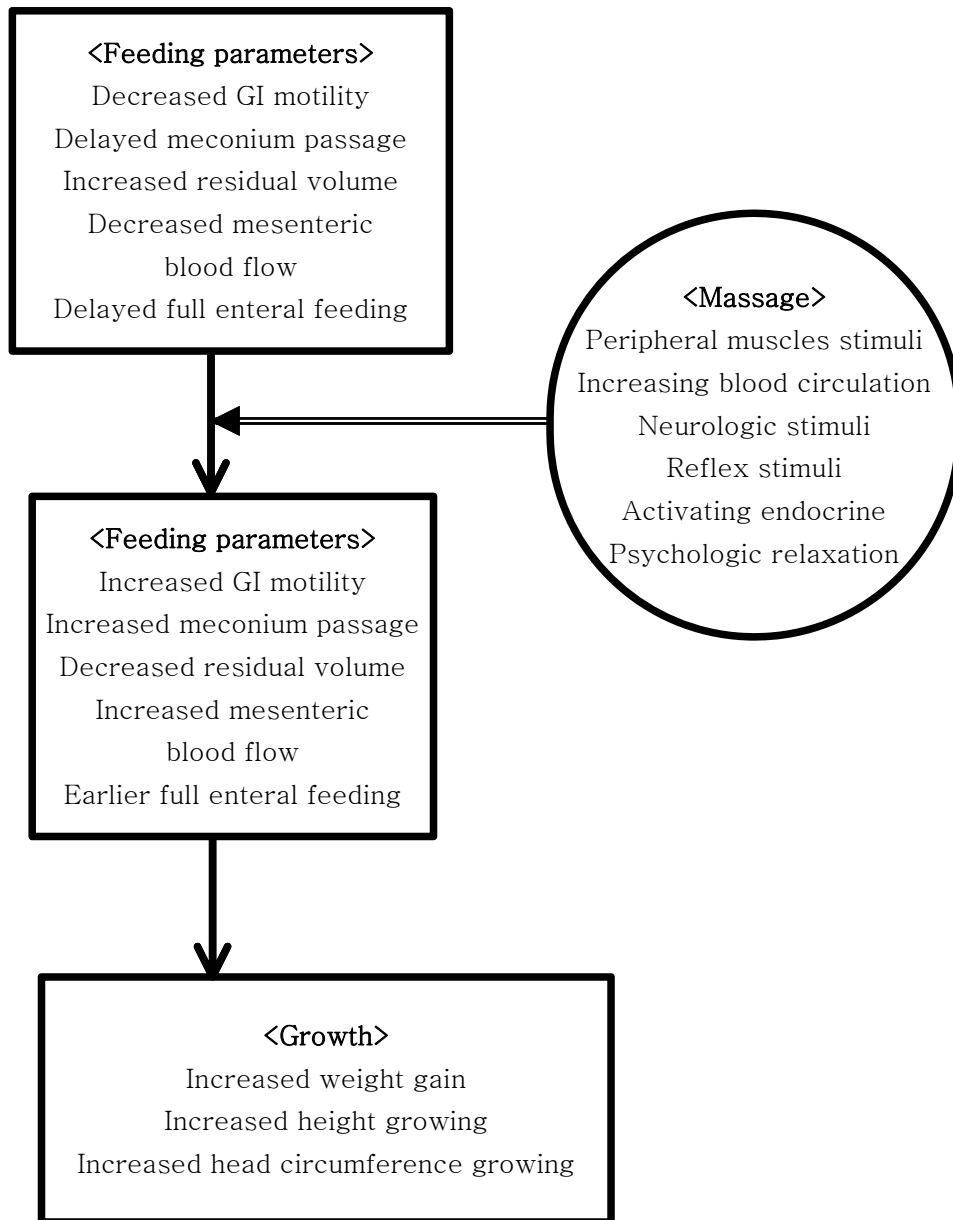 <Feeding parameters>
Decreased GI motility
Delayed meconium passage
Increased residual volume
Decreased mesenteric
blood flow
Delayed full enteral feeding
<Massage>
Peripheral muscles stimuli
Increasing blood circulation
Neurologic stimuli
Reflex stimuli
Activating endocrine
Psychologic relaxation
<Feeding parameters>
Increased GI motility
Increased meconium passage
Decreased residual volume
Increased mesenteric
blood flow
Earlier full enteral feeding
<Growth>
Increased weight gain
Increased height growing
Increased head circumference growing